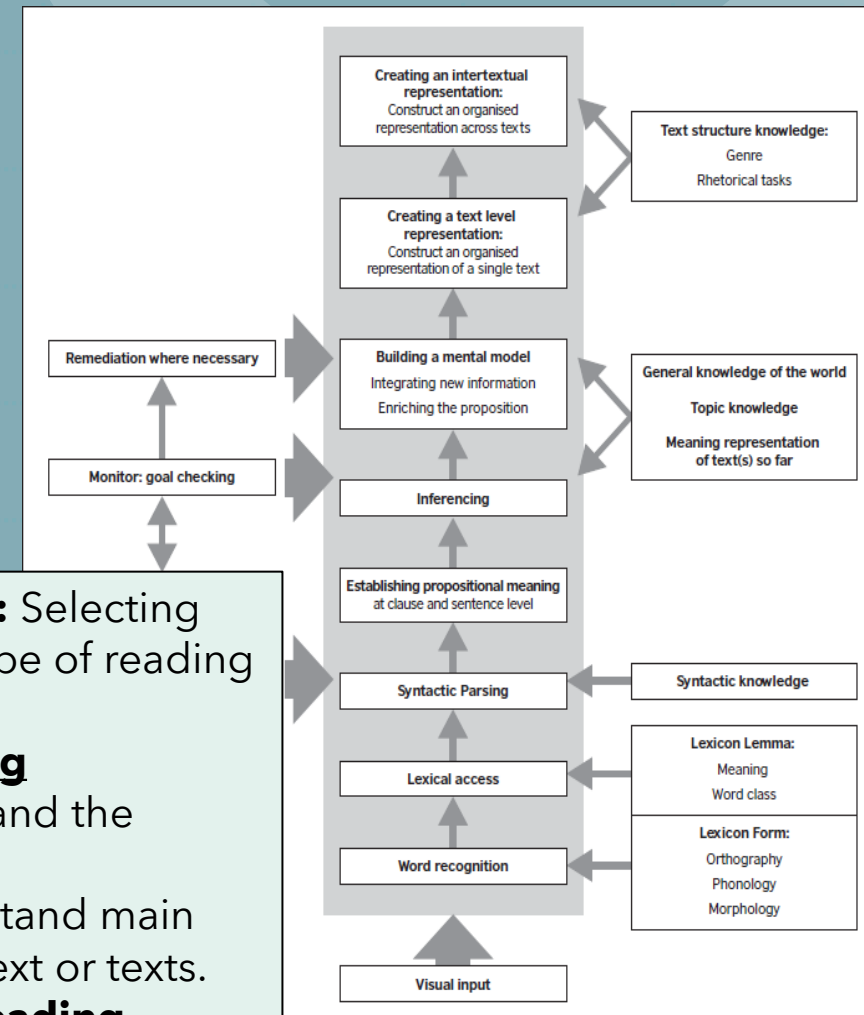 Creating an intertextual
representation:
Construct an organised
representation across texts
Text structure knowledge:
Genre
Rhetorical tasks
Creating a text level
representation:
Construct an organised
representation of a single text
Remediation where necessary
Building a mental model
Integrating new information
Enriching the proposition
General knowledge of the world
Topic knowledge
Meaning representation
of text(s) so far
Monitor: goal checking
Inferencing
Establishing propositional meaning
at clause and sentence level
: Selecting
pe of reading
g
and the
tand main
ext or texts.
Syntactic Parsing
Syntactic knowledge
Lexical access
Lexicon Lemma:
Meaning
Word class
Word recognition
Lexicon Form:
Orthography
Phonology
Morphology
Visual input